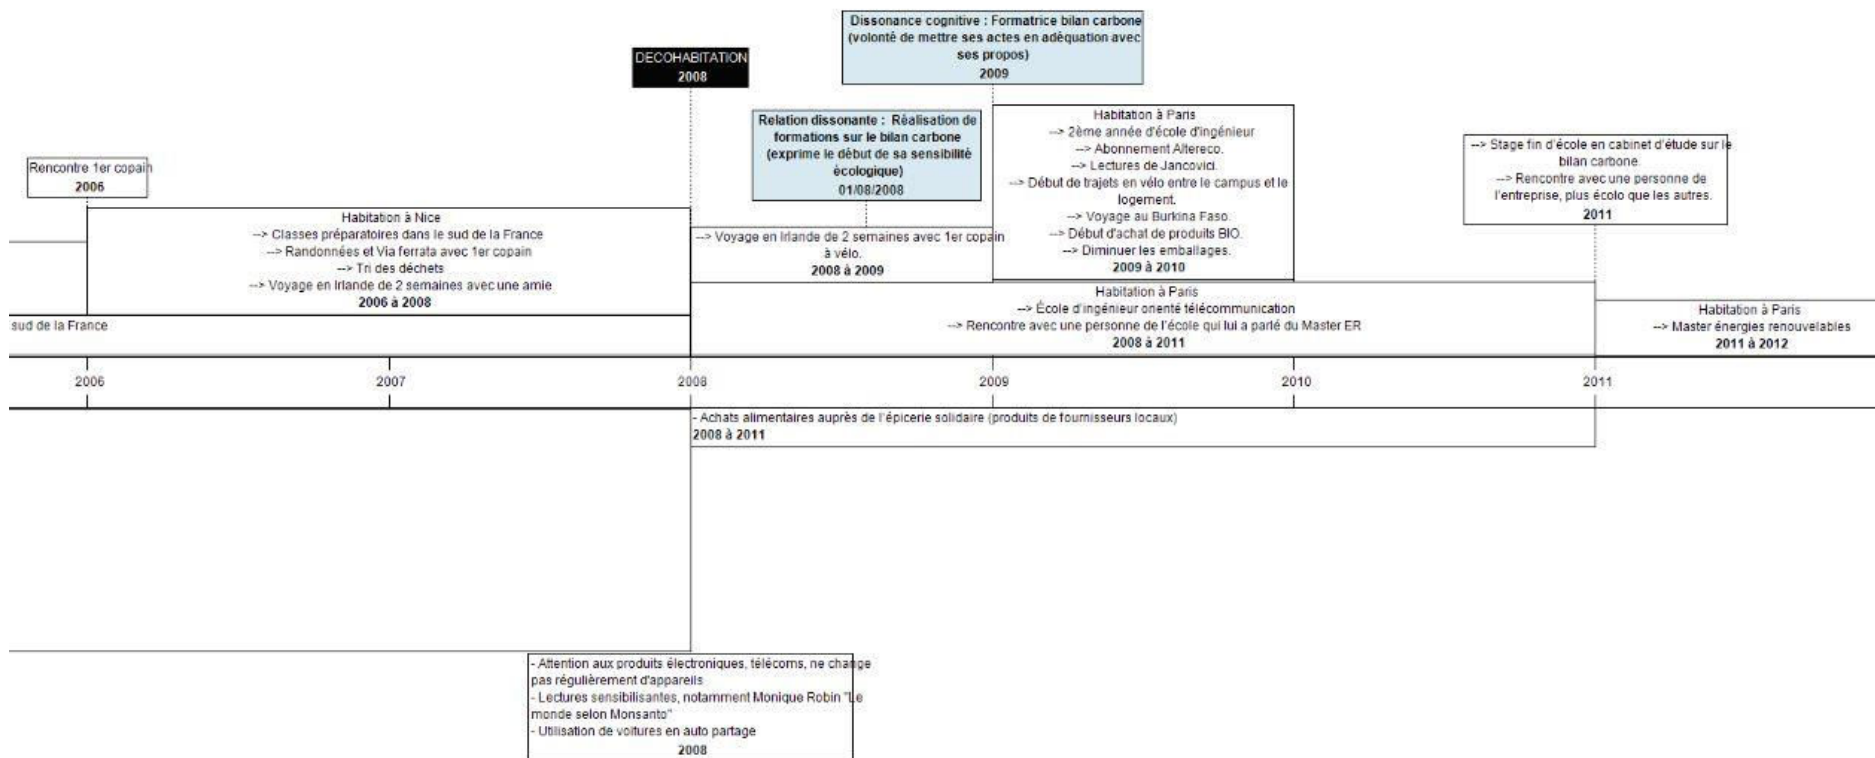 Dissonance cognitive : Formatrice bilan carbone
(volonté de mettre ses actes en adéquation avec
ses propos)
2009
DECOHABITATION
2008
Relation dissonante : Réalisation de
formations sur le bilan carbone
(exprime le début de sa sensibilité
écologique)
01/08/2008
Rencontre 1er copain
2006
Habitation à Nice
--> Classes préparatoires dans le sud de la France
--> Randonnées et Via ferrata avec 1er copain
--> Tri des déchets
--> Voyage en Irlande de 2 semaines avec une amie
2006 à 2008
--> Voyage en Irlande de 2 semaines avec 1er copain
à vélo.
2008 à 2009
Habitation à Paris
--> 2ème année d'école d'ingénieur
--> Abonnement Altereco.
--> Lectures de Jancovici.
--> Début de trajets en vélo entre le campus et le
logement.
--> Voyage au Burkina Faso.
--> Début d'achat de produits BIO.
--> Diminuer les emballages.
2009 à 2010
--> Stage fin d'école en cabinet d'étude sur le
bilan carbone.
--> Rencontre avec une personne de
l'entreprise, plus écolo que les autres.
2011
sud de la France
Habitation à Paris
--> École d'ingénieur orienté télécommunication
--> Rencontre avec une personne de l'école qui lui a parlé du Master ER
2008 à 2011
Habitation à Paris
--> Master énergies renouvelables
2011 à 2012
2006 2007 2008 2009 2010 2011
- Achats alimentaires auprès de l'épicerie solidaire (produits de fournisseurs locaux)
2008 à 2011
- Attention aux produits électroniques, télécoms, ne change
pas régulièrement d'appareils
- Lectures sensibilisantes, notamment Monique Robin "Le
monde selon Monsanto"
- Utilisation de voitures en auto partage
2008